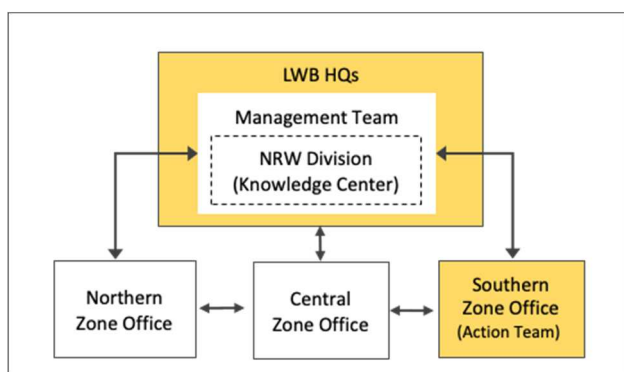 LWB HQs
Management Team
NRW Division
(Knowledge Center)
Northern
Zone Office
Central
Zone Office
Southern
Zone Office
(Action Team)